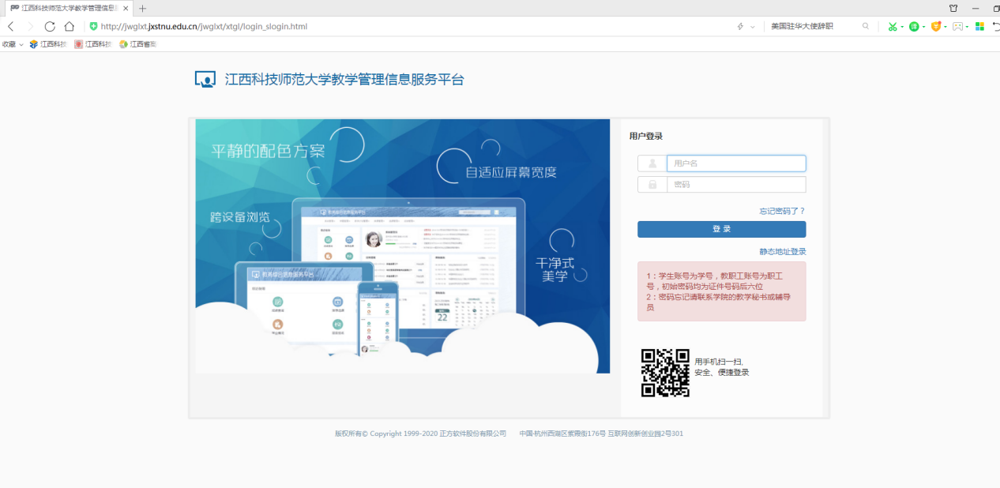 江西科技师范大学教学管理信息
http://jwglxt.jxstnu.edu.cn/jwglxt/xtgl/login_slogin.html
美国驻华大使辞职
收藏 江西科技 江西科技 江西省高
江西科技师范大学教学管理信息服务平台
平静的配色方案
自适应屏幕宽度
跨设备浏览
干净式
美学
教务综合信息服务平台
22
用户登录
用户名
密码
忘记密码了？
登 录
静态地址登录
1：学生账号为学号，教职工账号为职工
号，初始密码均为证件号码后六位
2：密码忘记请联系学院的教学秘书或辅导
员
用手机扫一扫,
安全、便捷登录
版权所有© Copyright 1999-2020 正方软件股份有限公司 中国·杭州西湖区紫霞街176号 互联网创新创业园2号301